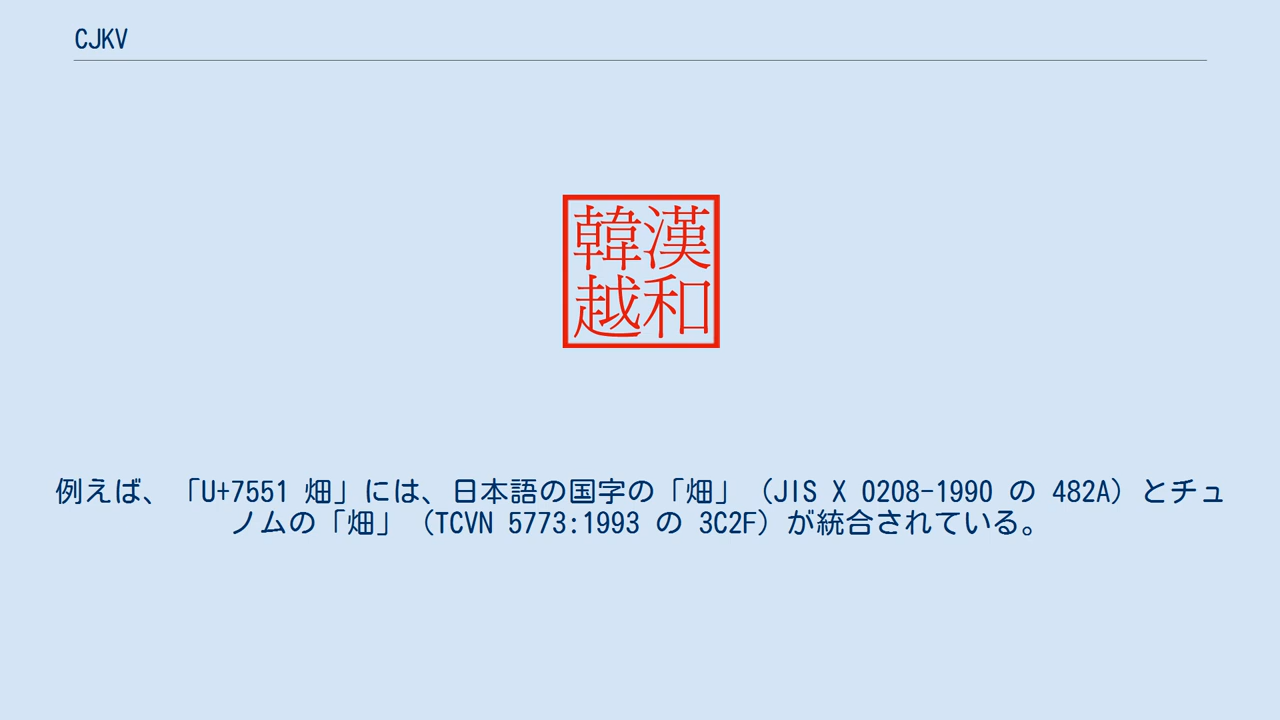 CJKV
韓漢
越和
例えば、「U+7551 畑」には、日本語の国字の「畑」（JIS X 0208-1990 の 482A）とチュ
ノムの「畑」（TCVN 5773:1993 の 3C2F）が統合されている。